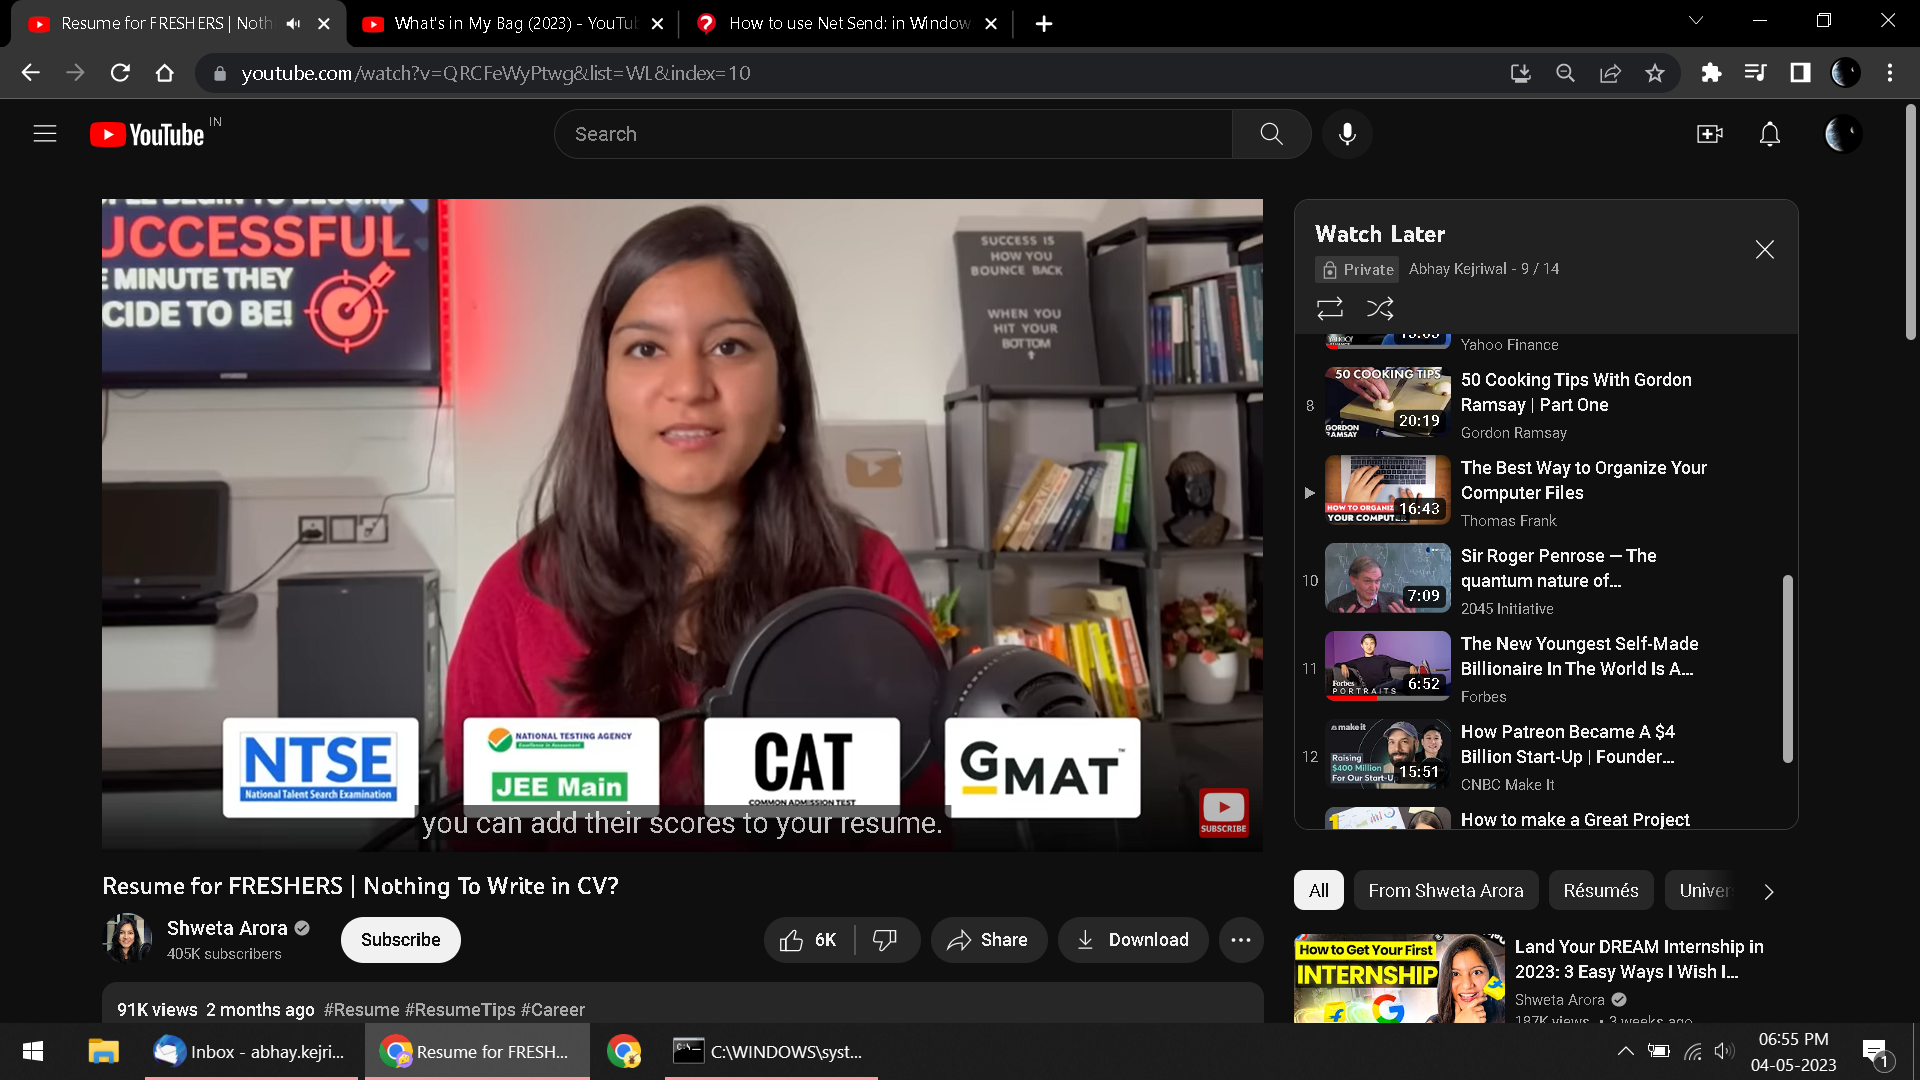 Resume for FRESHERS | Noth
What's in My Bag (2023) - YouTu
How to use Net Send: in Window
youtube.com/watch?v=QRCFeWyPtwg&list=WL&index=10
YouTube IN
Search
UCCESSFUL
E MINUTE THEY
CIDE TO BE!
SUCCESS IS
HOW YOU
BOUNCE BACK
WHEN YOU
HIT YOUR
BOTTOM
NTSE
National Talent Search Examination
NATIONAL TESTING AGENCY
Excellence in Assessment
JEE Main
CAT
COMMON ADMISSION TEST
GMAT™
you can add their scores to your resume.
SUBSCRIBE
Watch Later
Private
Abhay Kejriwal - 9 / 14
Yahoo Finance
8
50 COOKING TIPS
GORDON
RAMSAY
20:19
50 Cooking Tips With Gordon
Ramsay | Part One
Gordon Ramsay
HOW TO ORGANIZ
YOUR COMPUTE
16:43
The Best Way to Organize Your
Computer Files
Thomas Frank
10
7:09
Sir Roger Penrose — The
quantum nature of...
2045 Initiative
11
Forbes
PORTRAITS
6:52
The New Youngest Self-Made
Billionaire In The World Is A...
Forbes
12
make it
Raising
$400 Million
For Our Start-U
15:51
How Patreon Became A $4
Billion Start-Up | Founder...
CNBC Make It
How to make a Great Project
Resume for FRESHERS | Nothing To Write in CV?
Shweta Arora
405K subscribers
Subscribe
6K
Share
Download
91K views 2 months ago #Resume #ResumeTips #Career
All
From Shweta Arora
Résumés
Univer
How to Get Your First
INTERNSHIP
Land Your DREAM Internship in
2023: 3 Easy Ways I Wish I...
Shweta Arora
187K views • 3 weeks ago
Inbox - abhay.kejri...
Resume for FRESH...
C:\WINDOWS\syst...
06:55 PM
04-05-2023
1